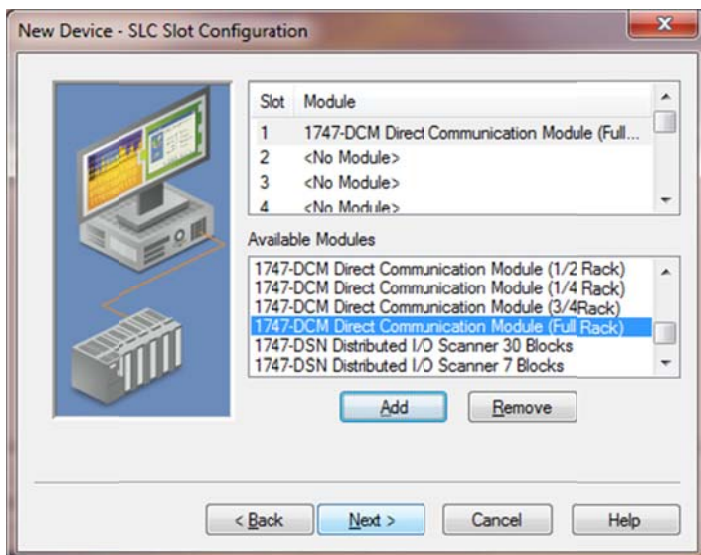 New Device - SLC Slot Configuration
Slot Module
1 1747-DCM Direct Communication Module (Full...
2 <No Module>
3 <No Module>
4 <No Module>
Available Modules
1747-DCM Direct Communication Module (1/2 Rack)
1747-DCM Direct Communication Module (1/4 Rack)
1747-DCM Direct Communication Module (3/4Rack)
1747-DCM Direct Communication Module (Full Rack)
1747-DSN Distributed I/O Scanner 30 Blocks
1747-DSN Distributed I/O Scanner 7 Blocks
Add Remove
< Back Next > Cancel Help